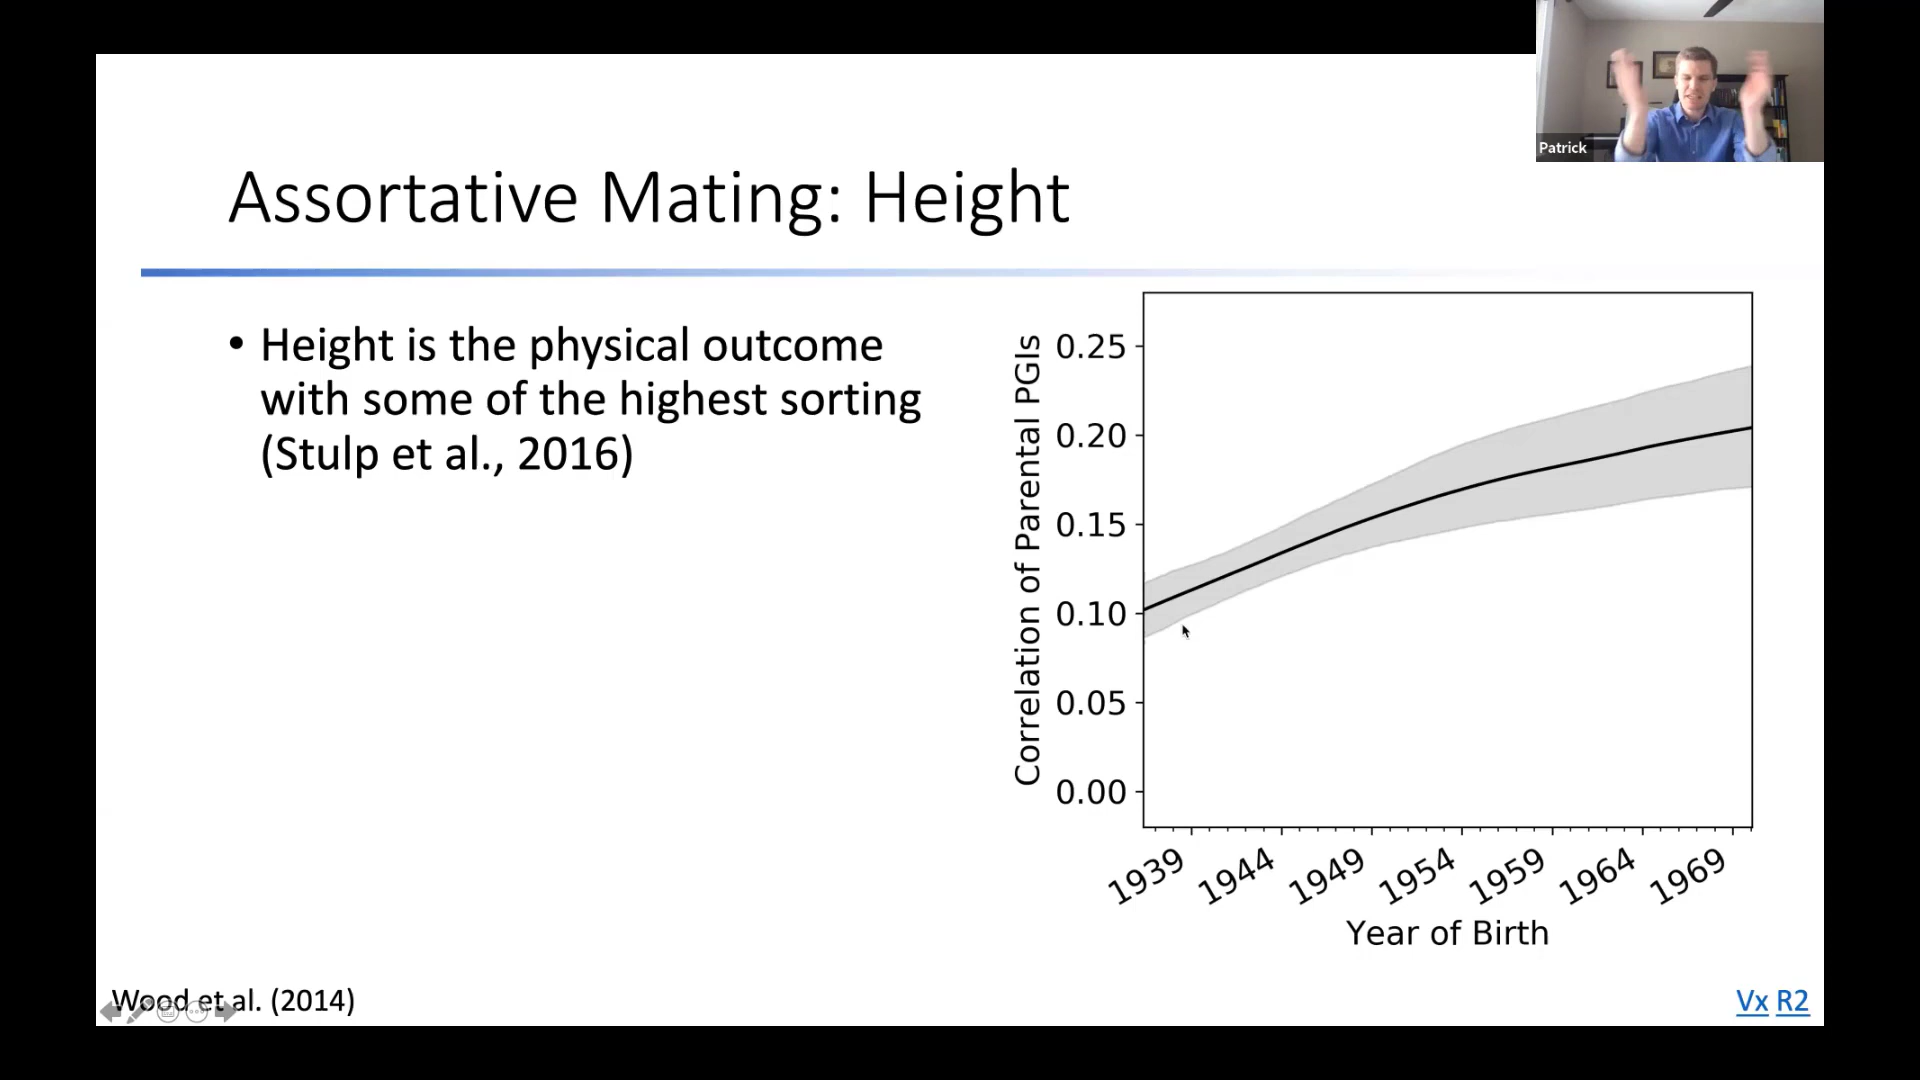 Patrick
Assortative Mating: Height
• Height is the physical outcome
with some of the highest sorting
(Stulp et al., 2016)
Correlation of Parental PGIs
0.25
0.20
0.15
0.10
0.05
0.00
1939
1944
1949
1954
1959
1964
1969
Year of Birth
Wood et al. (2014)
Vx R2